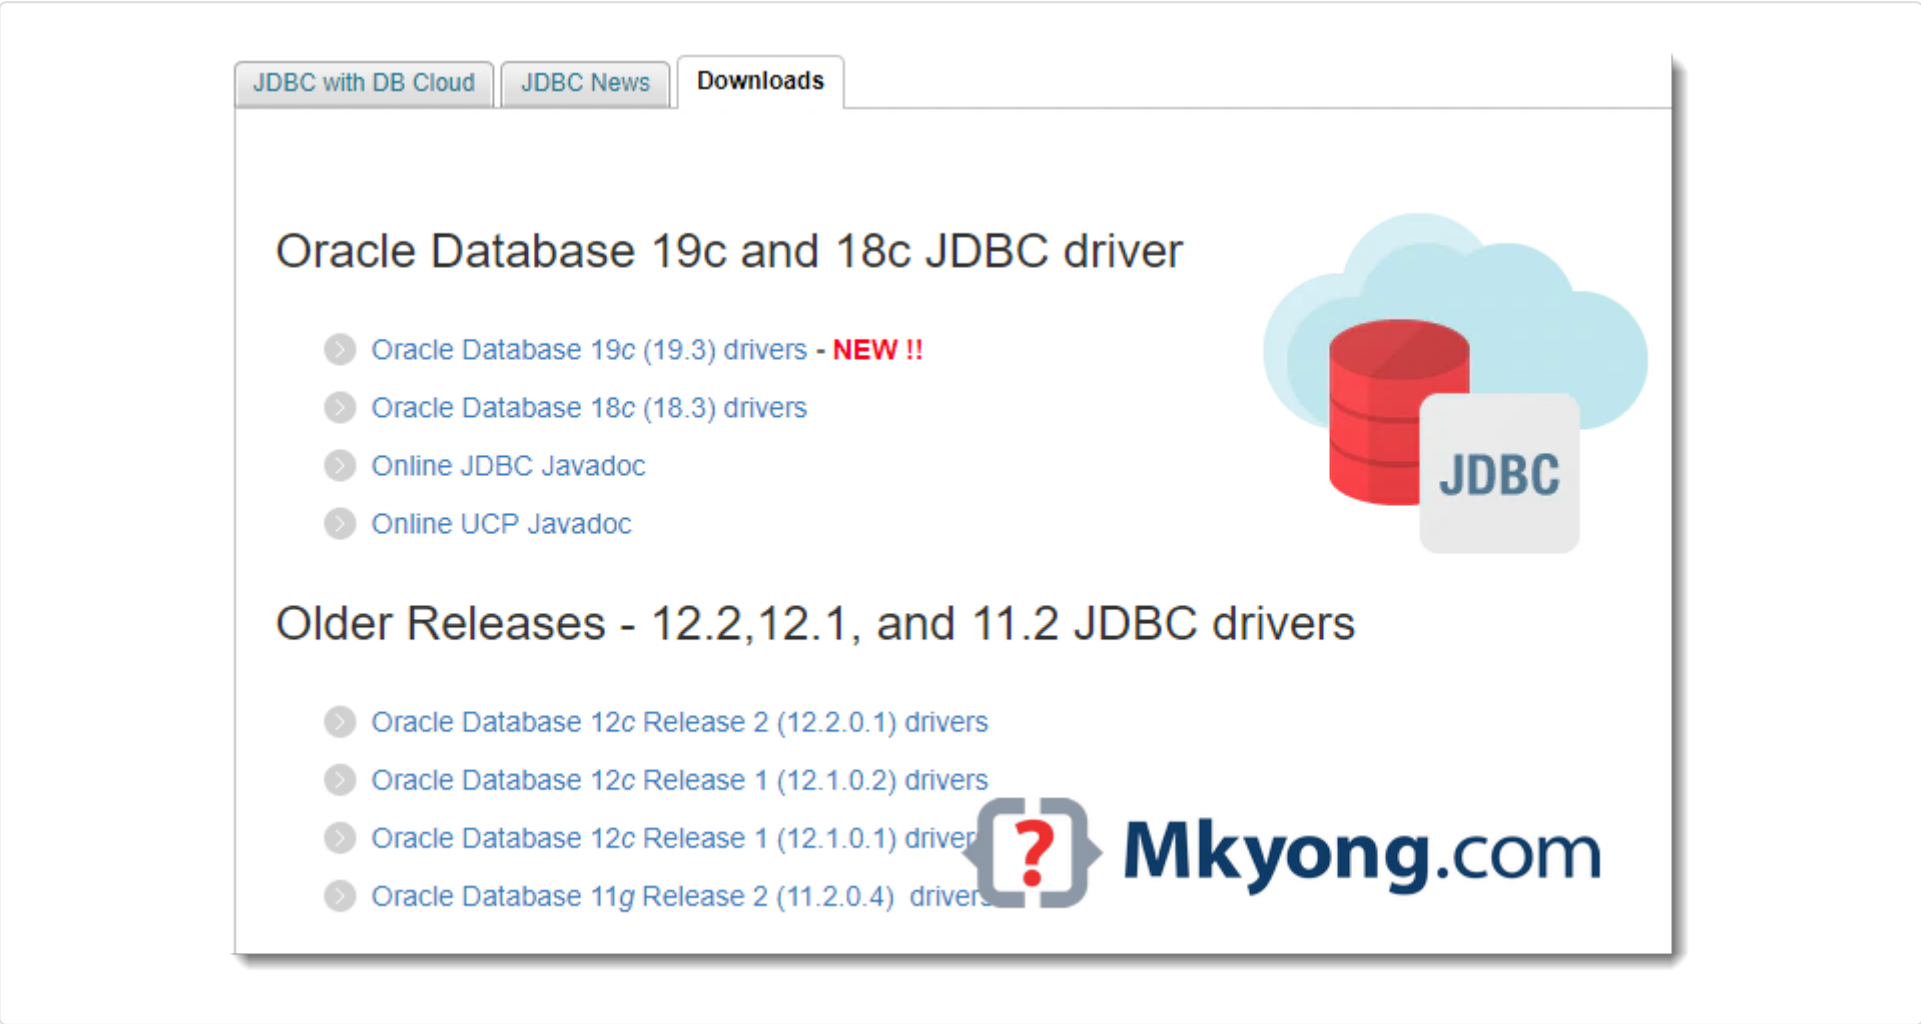 JDBC with DB Cloud JDBC News Downloads
Oracle Database 19c and 18c JDBC driver
Oracle Database 19c (19.3) drivers - NEW !!
Oracle Database 18c (18.3) drivers
Online JDBC Javadoc
Online UCP Javadoc
JDBC
Older Releases - 12.2,12.1, and 11.2 JDBC drivers
Oracle Database 12c Release 2 (12.2.0.1) drivers
Oracle Database 12c Release 1 (12.1.0.2) drivers
Oracle Database 12c Release 1 (12.1.0.1) driver
Oracle Database 11g Release 2 (11.2.0.4) drivers
? Mkyong.com